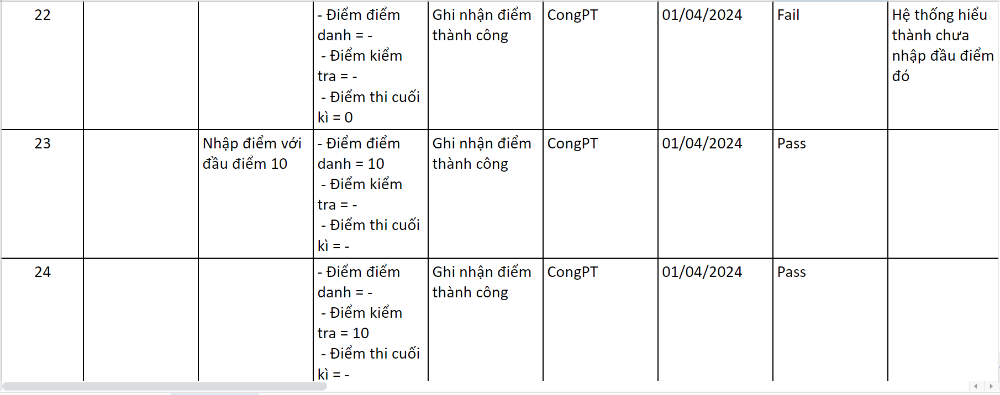 22
- Điểm điểm
danh = -
- Điểm kiểm
tra = -
- Điểm thi cuối
kì = 0
Ghi nhận điểm
thành công
CongPT
01/04/2024
Fail
Hệ thống hiểu
thành chưa
nhập đầu điểm
đó
23
Nhập điểm với
đầu điểm 10
- Điểm điểm
danh = 10
- Điểm kiểm
tra = -
- Điểm thi cuối
kì = -
Ghi nhận điểm
thành công
CongPT
01/04/2024
Pass
24
- Điểm điểm
danh = -
- Điểm kiểm
tra = 10
- Điểm thi cuối
kì = -
Ghi nhận điểm
thành công
CongPT
01/04/2024
Pass